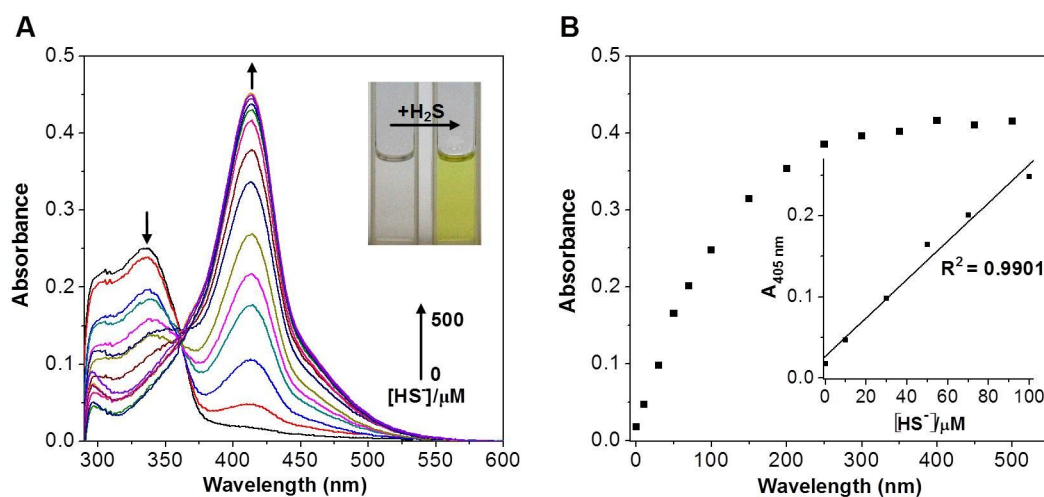 A
B
0.5
0.4
0.3
0.2
0.1
0.0
Absorbance
+H₂S
500
0
[HS⁻]/μM
300 350 400 450 500 550 600
Wavelength (nm)
0.5
0.4
0.3
0.2
0.1
0.0
Absorbance
0.2
0.1
0.0
A₄₀₅ ₙₘ
R² = 0.9901
0 20 40 60 80 100
[HS⁻]/μM
0 100 200 300 400 500
Wavelength (nm)